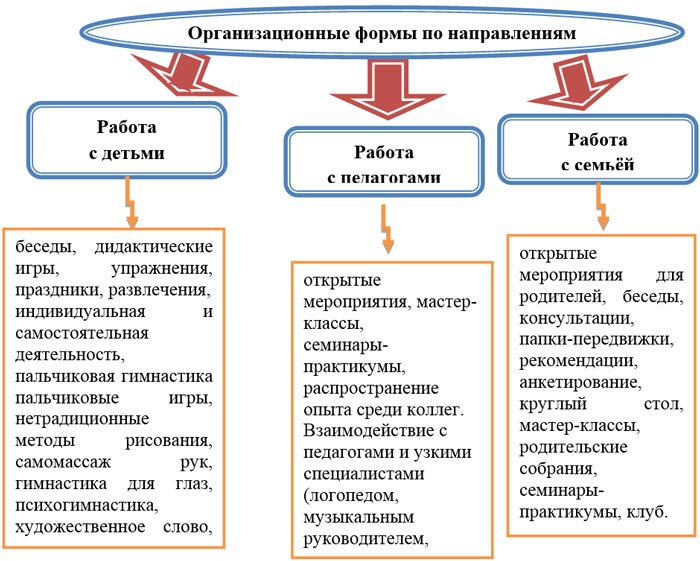 Организационные формы по направлениям
Работа
с детьми
Работа
с педагогами
Работа
с семьёй
беседы, дидактические
игры, упражнения,
праздники, развлечения,
индивидуальная и
самостоятельная
деятельность,
пальчиковая гимнастика
пальчиковые игры,
нетрадиционные
методы рисования,
самомассаж рук,
гимнастика для глаз,
психогимнастика,
художественное слово,
открытые
мероприятия, мастер-
классы,
семинары-
практикумы,
распространение
опыта среди коллег.
Взаимодействие с
педагогами и узкими
специалистами
(логопедом,
музыкальным
руководителем,
открытые
мероприятия для
родителей, беседы,
консультации,
папки-передвижки,
рекомендации,
анкетирование,
круглый стол,
мастер-классы,
родительские
собрания,
семинары-
практикумы, клуб.